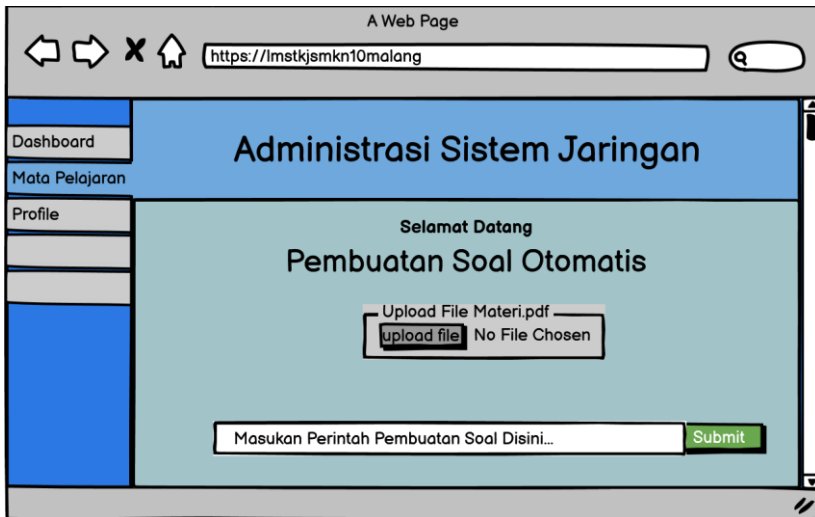 A Web Page
https://lmstkjsmkn10malang
Dashboard
Mata Pelajaran
Profile
Administrasi Sistem Jaringan
Selamat Datang
Pembuatan Soal Otomatis
Upload File Materi.pdf
upload file No File Chosen
Masukan Perintah Pembuatan Soal Disini... Submit